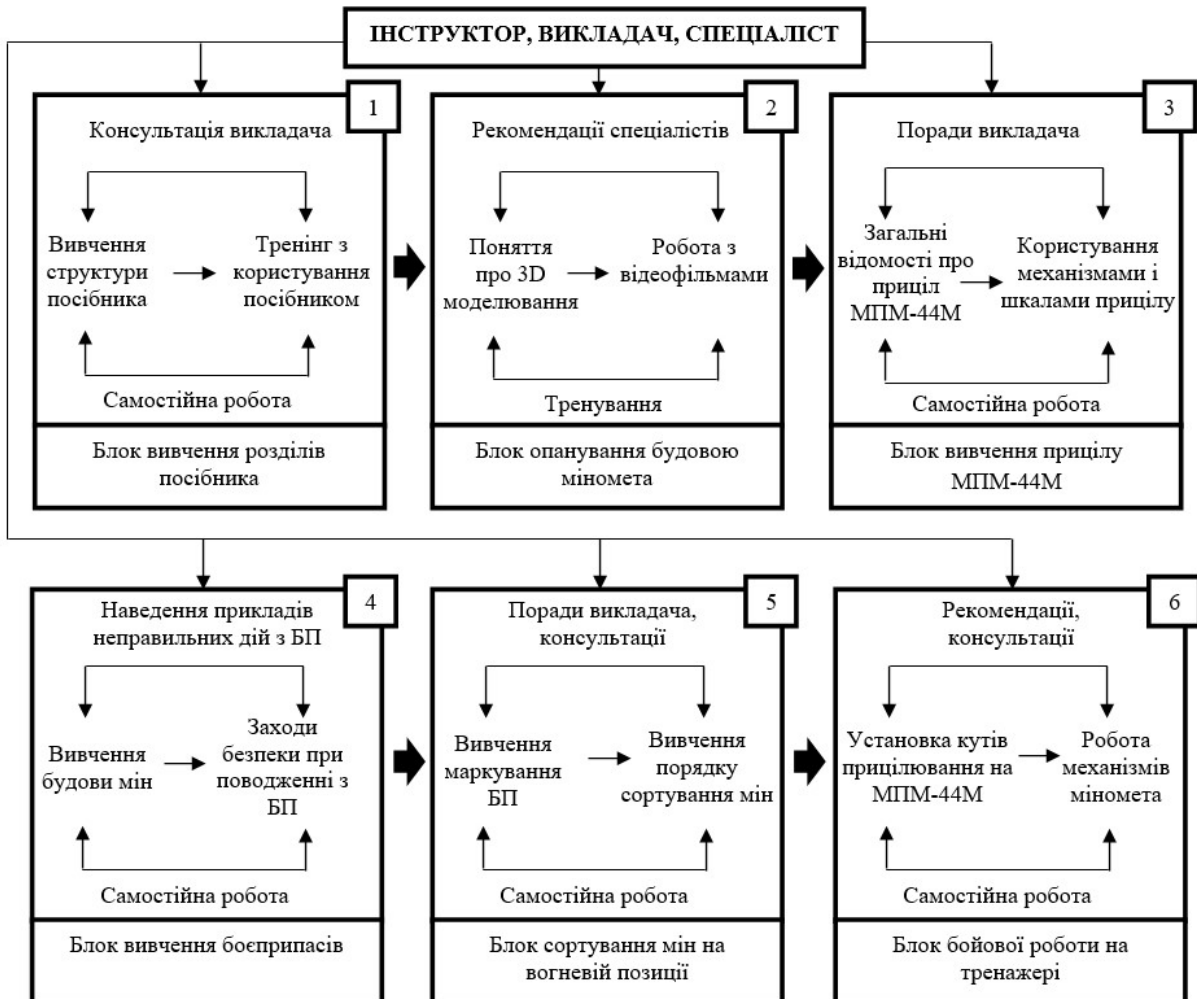 ІНСТРУКТОР, ВИКЛАДАЧ, СПЕЦІАЛІСТ
1
Консультація викладача
Вивчення
структури
посібника
Тренінг з
користування
посібником
Самостійна робота
Блок вивчення розділів
посібника
2
Рекомендації спеціалістів
Поняття
про 3D
моделювання
Робота з
відеофільмами
Тренування
Блок опанування будовою
міномета
3
Поради викладача
Загальні
відомості про
приціл
МПМ-44М
Користування
механізмами і
шкалами прицілу
Самостійна робота
Блок вивчення прицілу
МПМ-44М
4
Наведення прикладів
неправильних дій з БП
Вивчення
будови мін
Заходи
безпеки при
поводженні з
БП
Самостійна робота
Блок вивчення боєприпасів
5
Поради викладача,
консультації
Вивчення
маркування
БП
Вивчення
порядку
сортування мін
Самостійна робота
Блок сортування мін на
вогневій позиції
6
Рекомендації,
консультації
Установка кутів
прицілювання на
МПМ-44М
Робота
механізмів
міномета
Самостійна робота
Блок бойової роботи на
тренажері